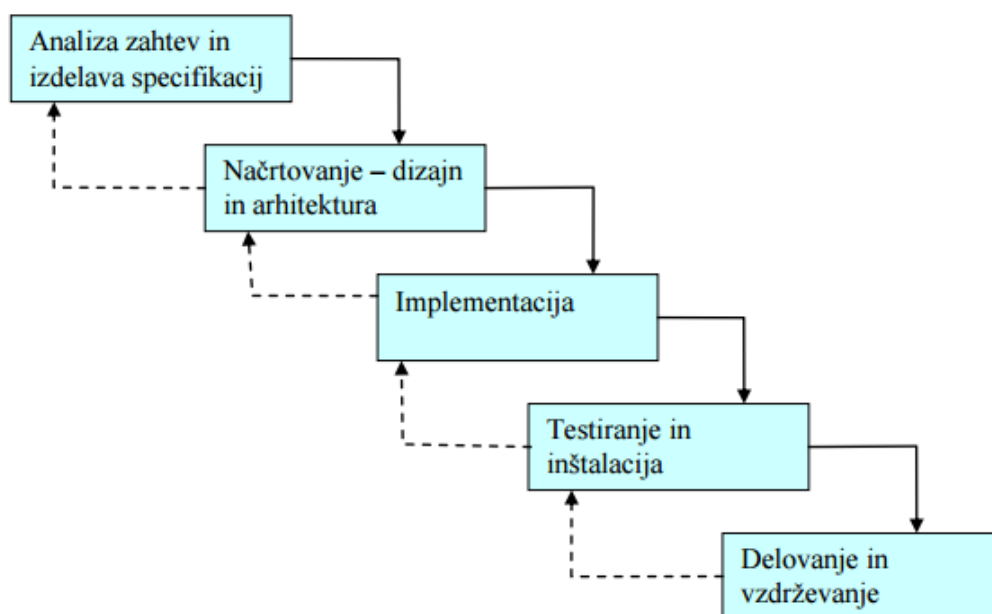 Analiza zahtev in
izdelava specifikacij
Načrtovanje – dizajn
in arhitektura
Implementacija
Testiranje in
inštalacija
Delovanje in
vzdrževanje